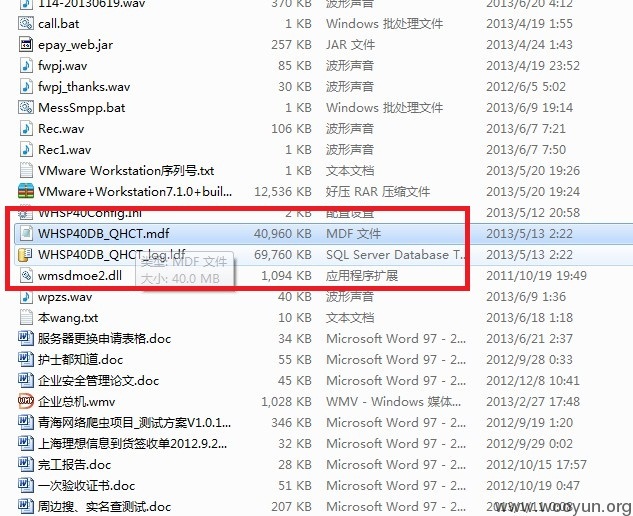 114-20130619.wav 波形声音 2013/6/20 4:12
call.bat 1 KB Windows 批处理文件 2013/4/19 1:55
epay_web.jar 257 KB JAR 文件 2013/4/24 1:43
fwpj.wav 85 KB 波形声音 2013/4/19 23:52
fwpj_thanks.wav 30 KB 波形声音 2012/6/5 5:02
MessSmpp.bat 1 KB Windows 批处理文件 2013/6/9 19:14
Rec.wav 106 KB 波形声音 2013/6/7 7:21
Rec1.wav 69 KB 波形声音 2013/6/7 7:50
VMware Workstation序列号.txt 1 KB 文本文档 2013/5/20 19:26
VMware+Workstation7.1.0+buil... 12,536 KB 好压 RAR 压缩文件 2013/5/20 19:20
WHSP40Config.ini 2 KB 配置设置 2013/5/12 20:58
WHSP40DB_QHCT.mdf 40,960 KB MDF 文件 2013/5/13 2:22
WHSP40DB_QHCT_log.ldf 69,760 KB SQL Server Database T... 2013/5/13 2:22
类型: MDF 文件
大小: 40.0 MB
wmsdmoe2.dll 1,094 KB 应用程序扩展 2011/10/19 19:49
wpzs.wav 40 KB 波形声音 2013/6/9 1:36
本wang.txt 10 KB 文本文档 2013/6/18 1:18
服务器更换申请表格.doc 34 KB Microsoft Word 97 - 2... 2013/6/21 2:37
护士都知道.doc 55 KB Microsoft Word 97 - 2... 2012/9/28 0:33
企业安全管理论文.doc 45 KB Microsoft Word 97 - 2... 2012/12/8 10:41
企业总机.wmv 1,028 KB WMV - Windows 媒体... 2013/2/27 17:48
青海网络爬虫项目_测试方案V1.0.1... 346 KB Microsoft Word 97 - 2... 2012/9/19 1:20
上海理想信息到货签收单2012.9.2... 32 KB Microsoft Word 97 - 2... 2012/9/29 0:02
完工报告.doc 28 KB Microsoft Word 97 - 2... 2012/10/15 17:57
一次验收证书.doc 51 KB Microsoft Word 97 - 2... 2012/10/19 0:47
周边搜、实名查测试.doc 207 KB Microsoft Word 97 - 2...
www.wooyun.org